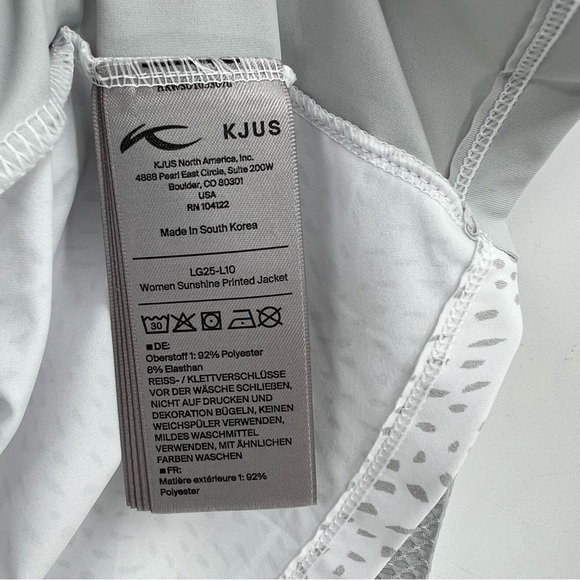 KJUS
KJUS North America, Inc.
4888 Pearl East Circle, Suite 200W
Boulder, CO 80301
USA
RN 104122
Made in South Korea
LG25-L10
Women Sunshine Printed Jacket
30
■DE:
Oberstoff 1: 92% Polyester
8% Elasthan
REISS- / KLETTVERSCHLÜSSE
VOR DER WÄSCHE SCHLIEßEN,
NICHT AUF DRUCKEN UND
DEKORATION BÜGELN, KEINEN
WEICHSPÜLER VERWENDEN,
MILDES WASCHMITTEL
VERWENDEN, MIT ÄHNLICHEN
FARBEN WASCHEN
■FR:
Matière extérieure 1: 92%
Polyester